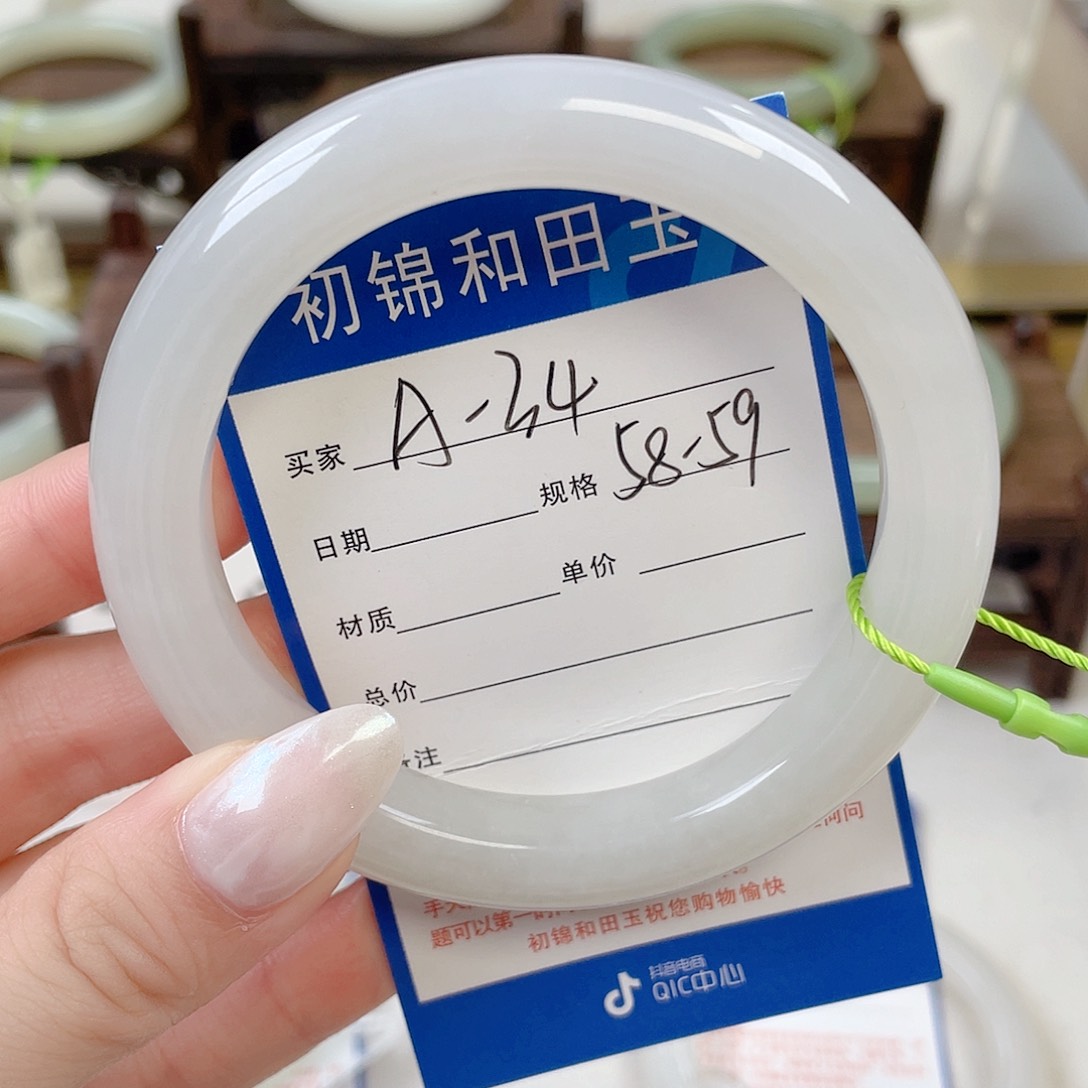 初锦和田玉
买家 A-34
日期 规格 58-59
材质 单价
总价
注
题可以第一时
初锦和田玉祝您购物愉快
抖音电商
QIC中心